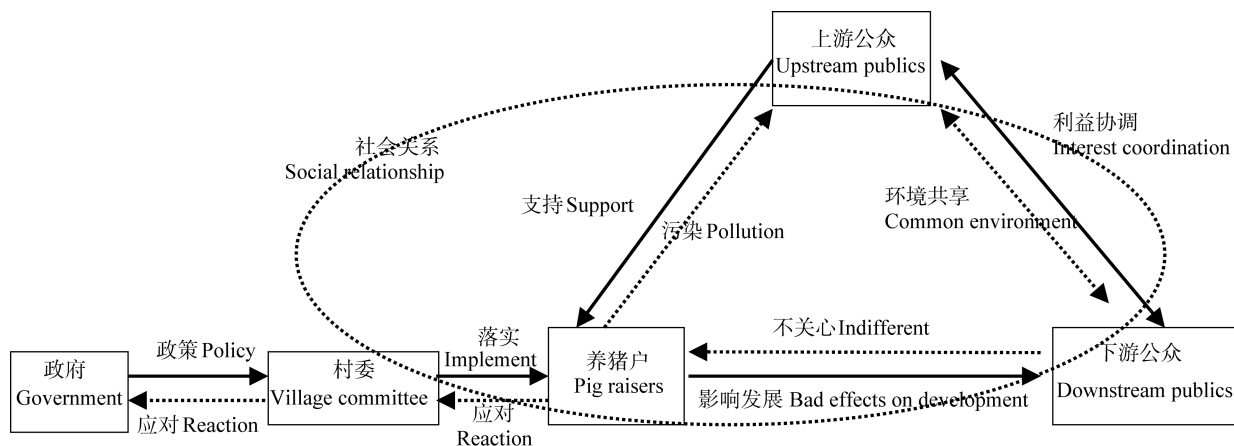 上游公众
Upstream publics
社会关系
Social relationship
利益协调
Interest coordination
支持 Support
污染 Pollution
环境共享
Common environment
政府
Government
政策 Policy
应对 Reaction
村委
Village committee
落实
Implement
应对
Reaction
养猪户
Pig raisers
不关心 Indifferent
影响发展 Bad effects on development
下游公众
Downstream publics